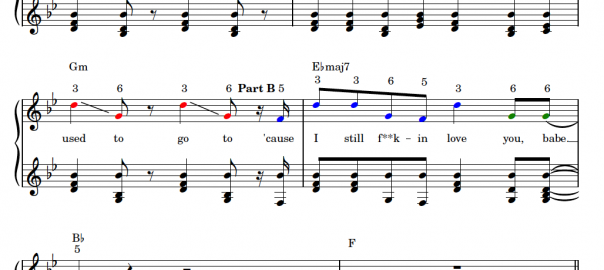 Gm E♭maj7
3 6 3 6 Part B 5 3 3 6 5 3 6 6
used to go to 'cause I still f**k - in love you, babe
B♭
5 F